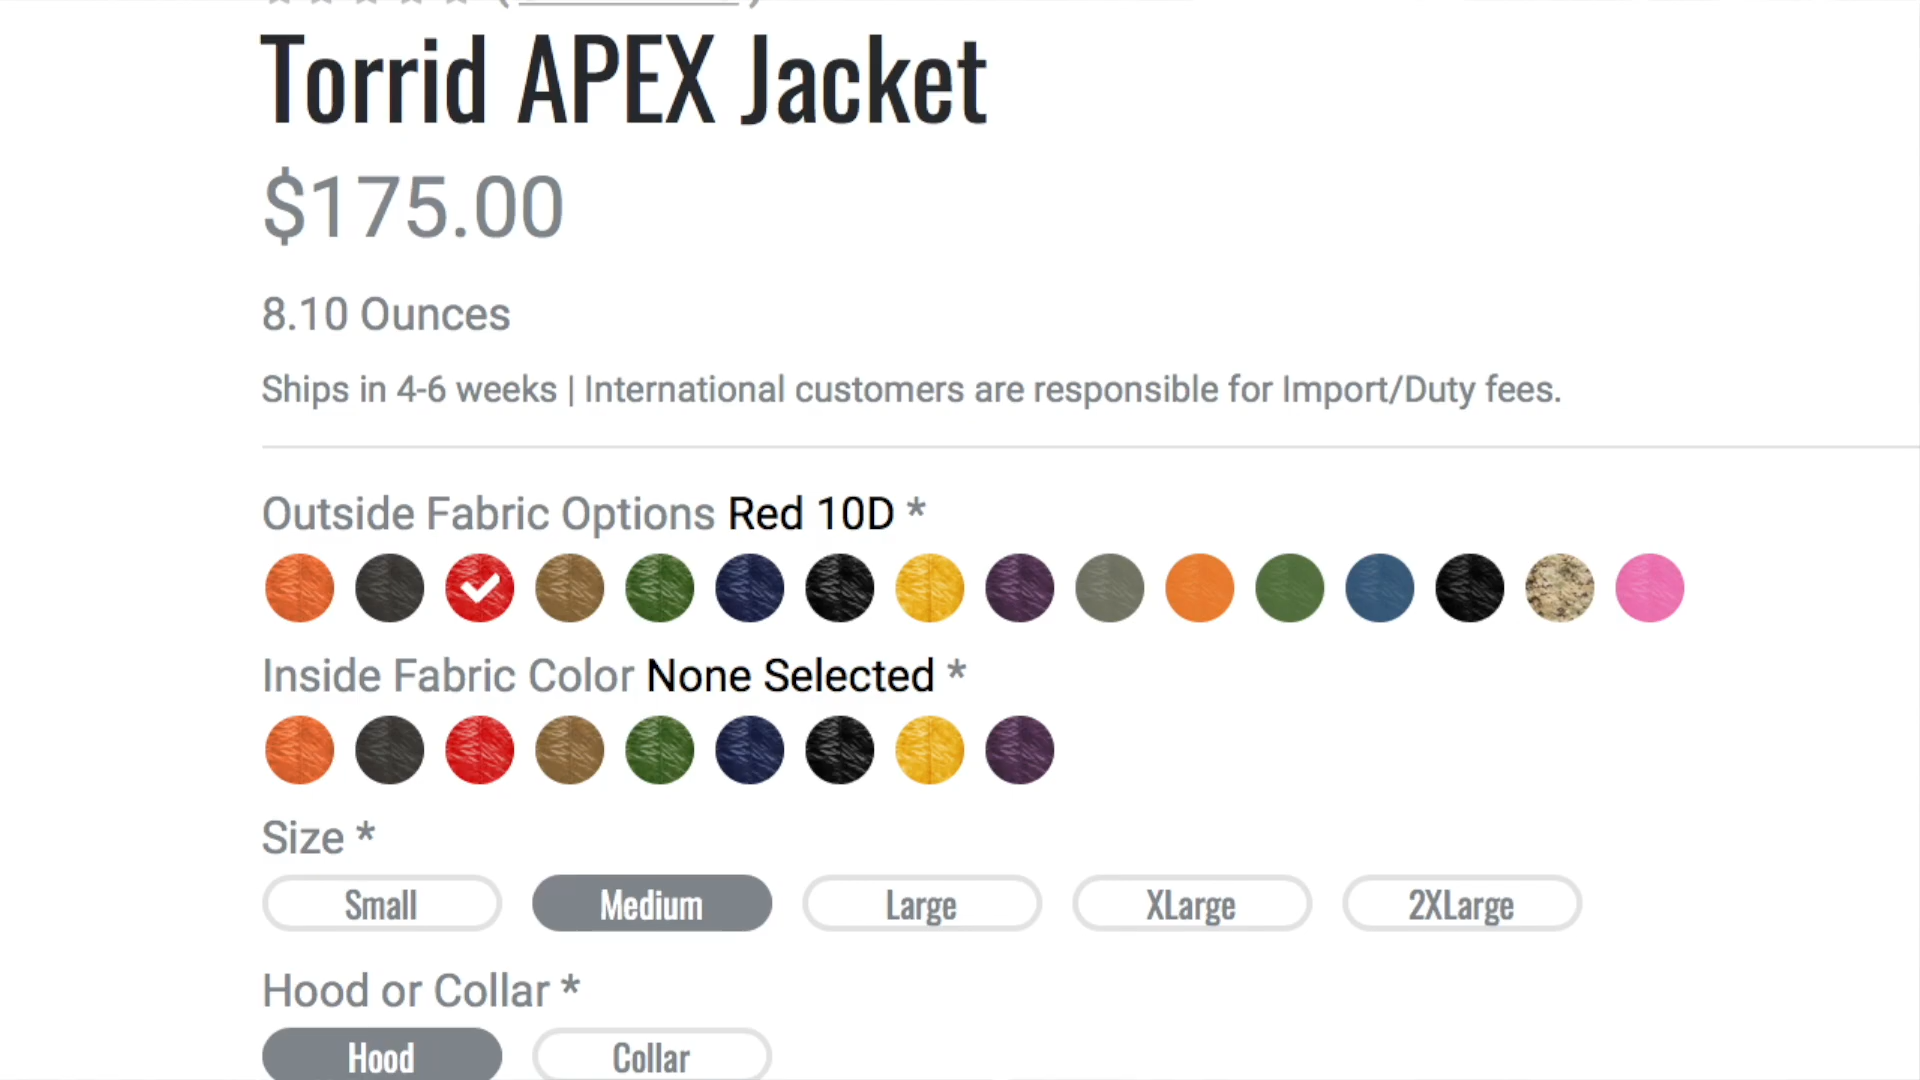 Torrid APEX Jacket
$175.00
8.10 Ounces
Ships in 4-6 weeks | International customers are responsible for Import/Duty fees.
Outside Fabric Options Red 10D *
Inside Fabric Color None Selected *
Size *
Small Medium Large XLarge 2XLarge
Hood or Collar *
Hood Collar